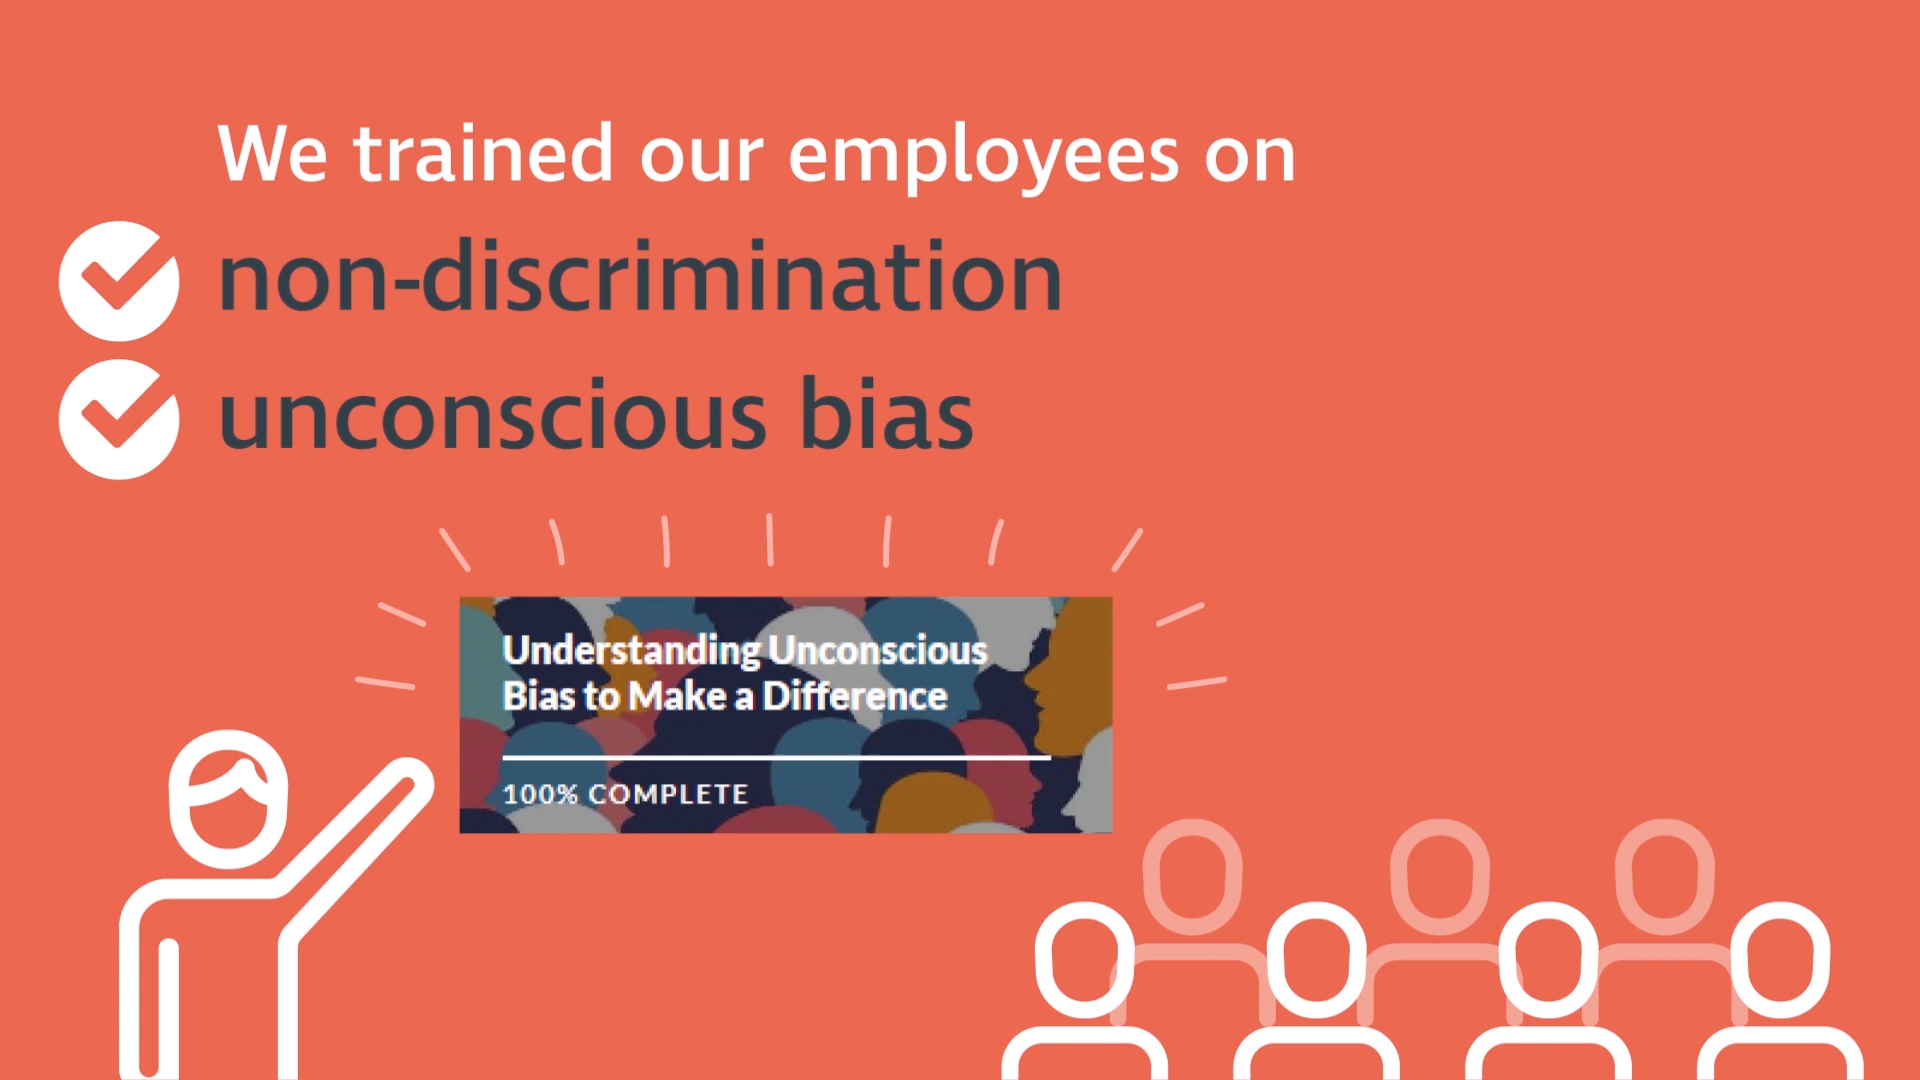 We trained our employees on
non-discrimination
unconscious bias
Understanding Unconscious
Bias to Make a Difference
100% COMPLETE